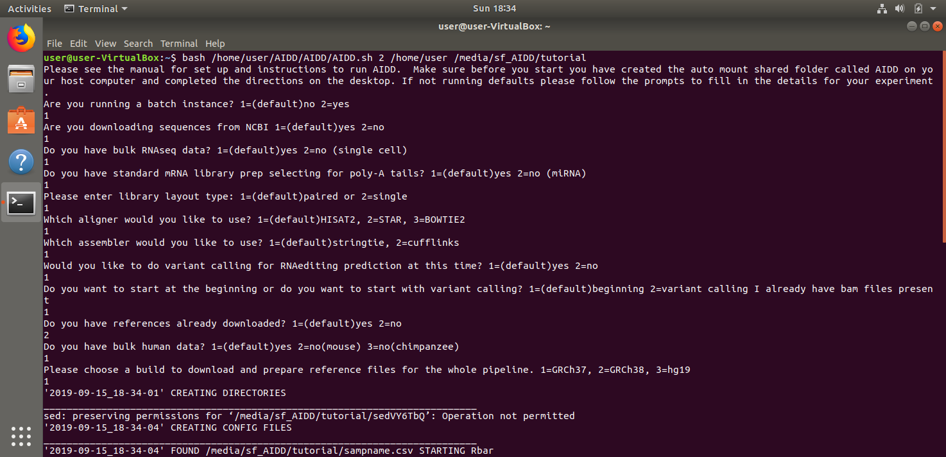 Activities Terminal Sun 18:34
user@user-VirtualBox: ~
File Edit View Search Terminal Help
user@user-VirtualBox:~$ bash /home/user/AIDD/AIDD/AIDD.sh 2 /home/user /media/sf_AIDD/tutorial
Please see the manual for set up and instructions to run AIDD.  Make sure before you start you have created the auto mount shared folder called AIDD on yo
ur host computer and completed the directions on the desktop. If not running defaults please follow the prompts to fill in the details for your experiment
.
Are you running a batch instance? 1=(default)no 2=yes
1
Are you downloading sequences from NCBI 1=(default)yes 2=no
1
Do you have bulk RNAseq data? 1=(default)yes 2=no (single cell)
1
Do you have standard mRNA library prep selecting for poly-A tails? 1=(default)yes 2=no (miRNA)
1
Please enter library layout type: 1=(default)paired or 2=single
1
Which aligner would you like to use? 1=(default)HISAT2, 2=STAR, 3=BOWTIE2
1
Which assembler would you like to use? 1=(default)stringtie, 2=cufflinks
1
Would you like to do variant calling for RNAediting prediction at this time? 1=(default)yes 2=no
1
Do you want to start at the beginning or do you want to start with variant calling? 1=(default)beginning 2=variant calling I already have bam files presen
t
1
Do you have references already downloaded? 1=(default)yes 2=no
2
Do you have bulk human data? 1=(default)yes 2=no(mouse) 3=no(chimpanzee)
1
Please choose a build to download and prepare reference files for the whole pipeline. 1=GRCh37, 2=GRCh38, 3=hg19
1
'2019-09-15_18-34-01' CREATING DIRECTORIES
sed: preserving permissions for ‘/media/sf_AIDD/tutorial/sedVY6TbQ’: Operation not permitted
'2019-09-15_18-34-04' CREATING CONFIG FILES
'2019-09-15_18-34-04' FOUND /media/sf_AIDD/tutorial/sampname.csv STARTING Rbar